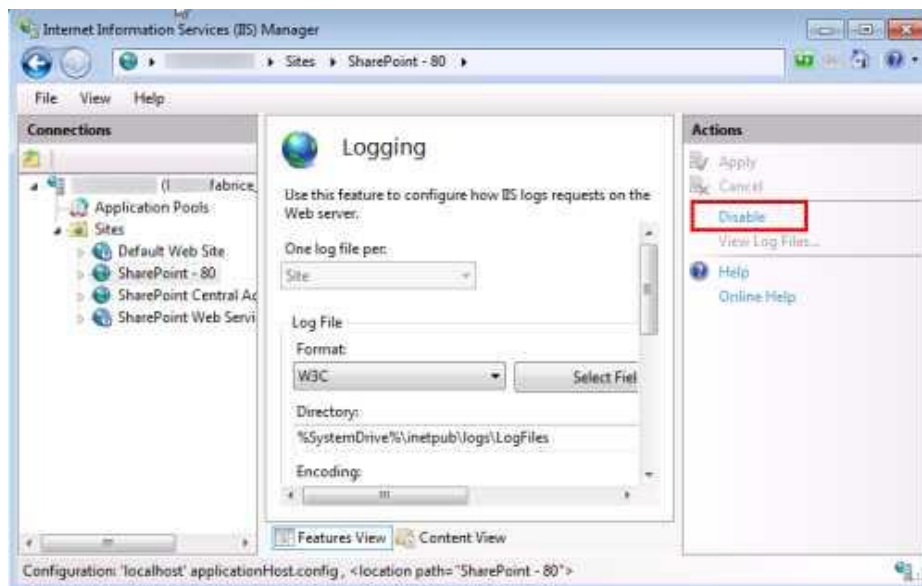 Internet Information Services (IIS) Manager
Sites SharePoint - 80
File View Help
Connections
fabrice_
Application Pools
Sites
Default Web Site
SharePoint - 80
SharePoint Central Ad
SharePoint Web Servi
Logging
Use this feature to configure how IIS logs requests on the
Web server.
One log file per:
Site
Log File
Format:
W3C
Select Fiel
Directory:
%SystemDrive%\inetpub\logs\LogFiles
Encoding:
Features View
Content View
Actions
Apply
Cancel
Disable
View Log Files...
Help
Online Help
Configuration: 'localhost' applicationHost.config , <location path="SharePoint - 80">